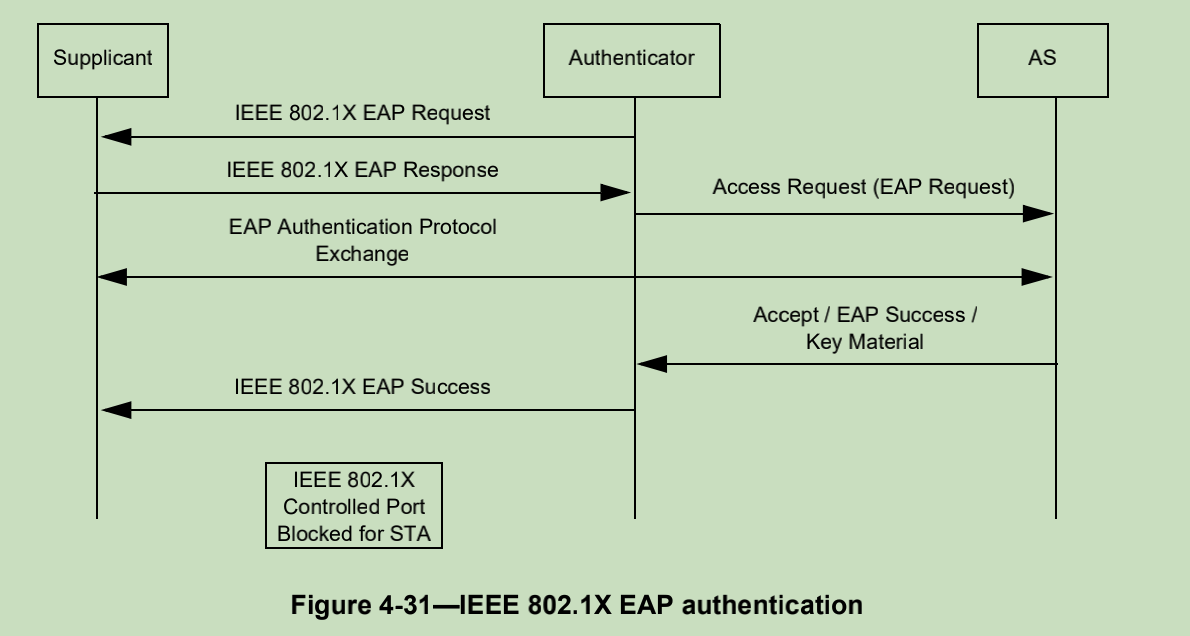 Supplicant
Authenticator
AS
IEEE 802.1X EAP Request
IEEE 802.1X EAP Response
Access Request (EAP Request)
EAP Authentication Protocol
Exchange
Accept / EAP Success /
Key Material
IEEE 802.1X EAP Success
IEEE 802.1X
Controlled Port
Blocked for STA
Figure 4-31—IEEE 802.1X EAP authentication